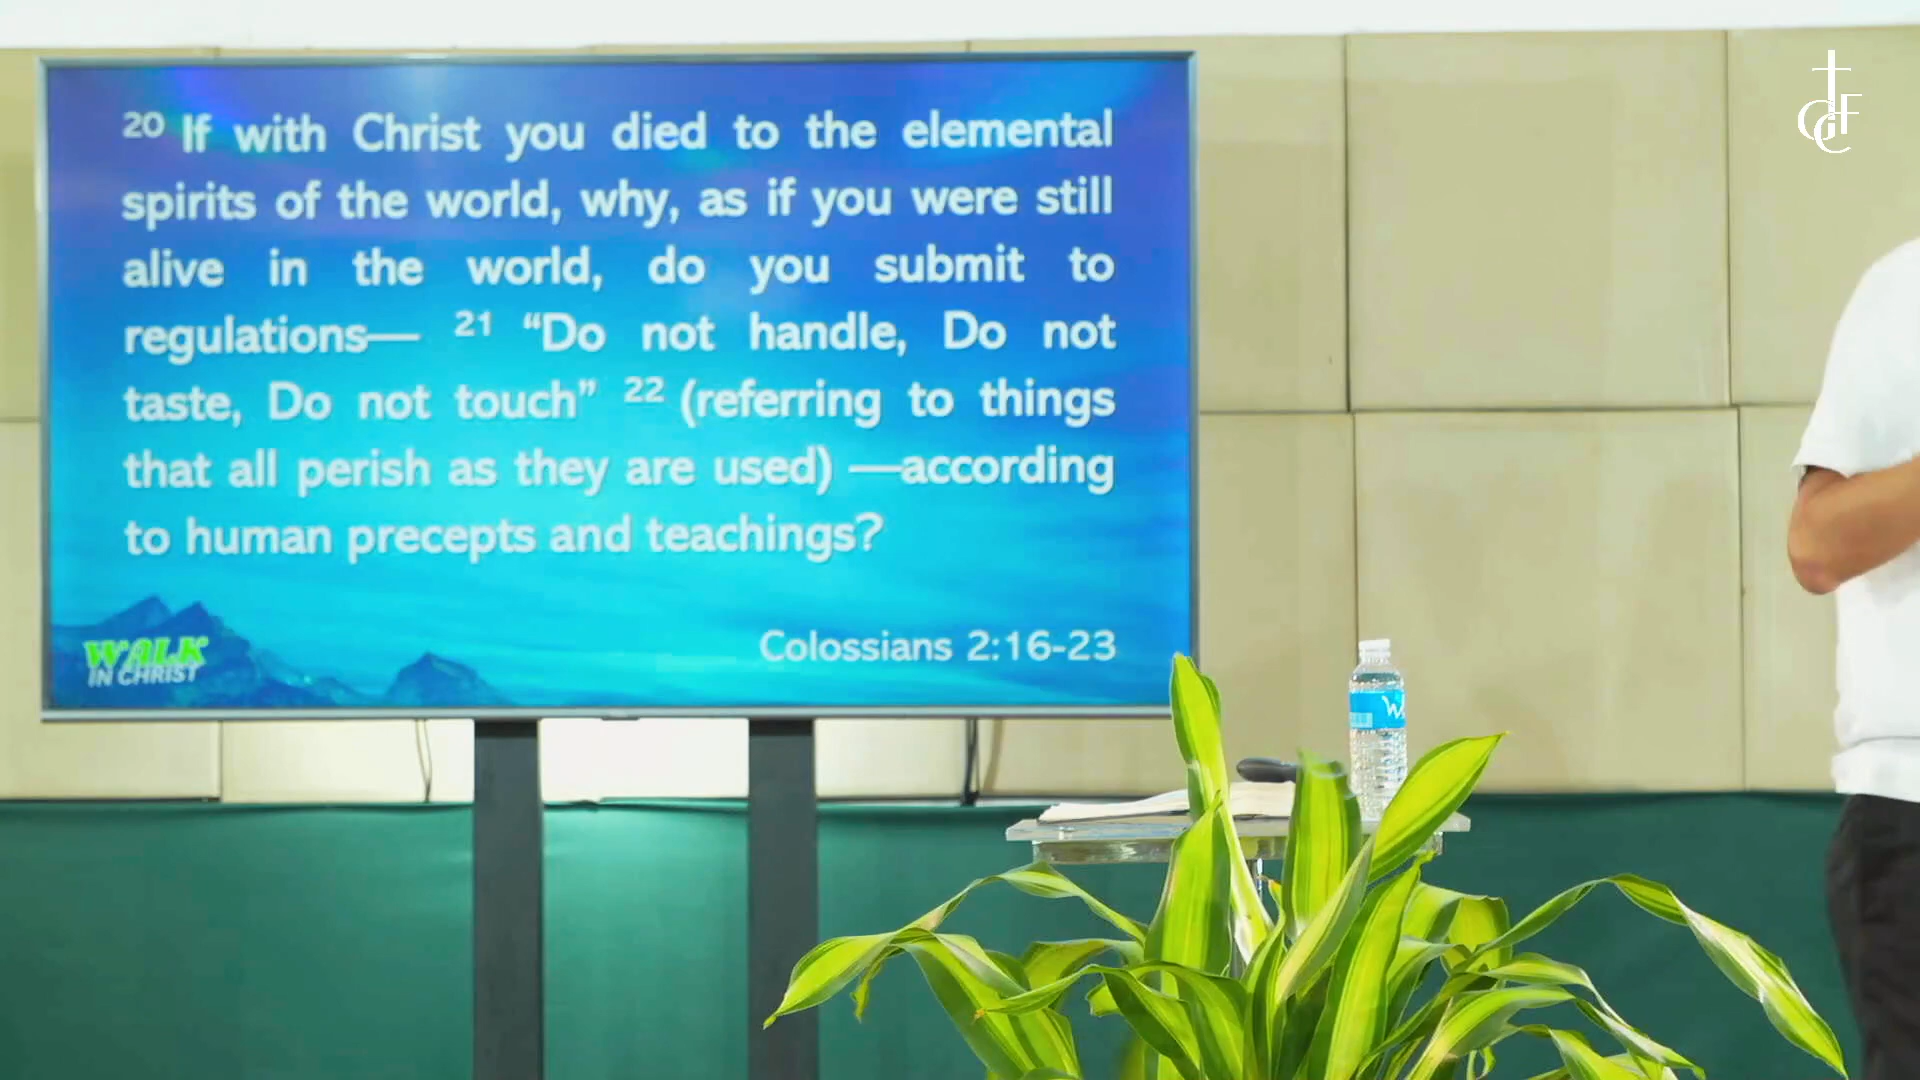 20 If with Christ you died to the elemental
spirits of the world, why, as if you were still
alive in the world, do you submit to
regulations— 21 “Do not handle, Do not
taste, Do not touch” 22 (referring to things
that all perish as they are used) —according
to human precepts and teachings?
Colossians 2:16-23
WALK
IN CHRIST